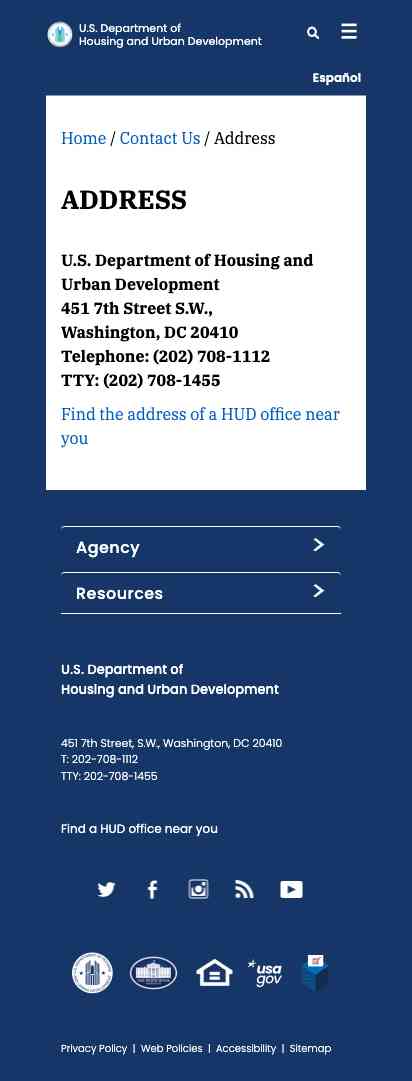 U.S. Department of
Housing and Urban Development
Español
Home / Contact Us / Address
ADDRESS
U.S. Department of Housing and
Urban Development
451 7th Street S.W.,
Washington, DC 20410
Telephone: (202) 708-1112
TTY: (202) 708-1455
Find the address of a HUD office near
you
Agency
Resources
U.S. Department of
Housing and Urban Development
451 7th Street, S.W., Washington, DC 20410
T: 202-708-1112
TTY: 202-708-1455
Find a HUD office near you
usa
gov
Privacy Policy | Web Policies | Accessibility | Sitemap